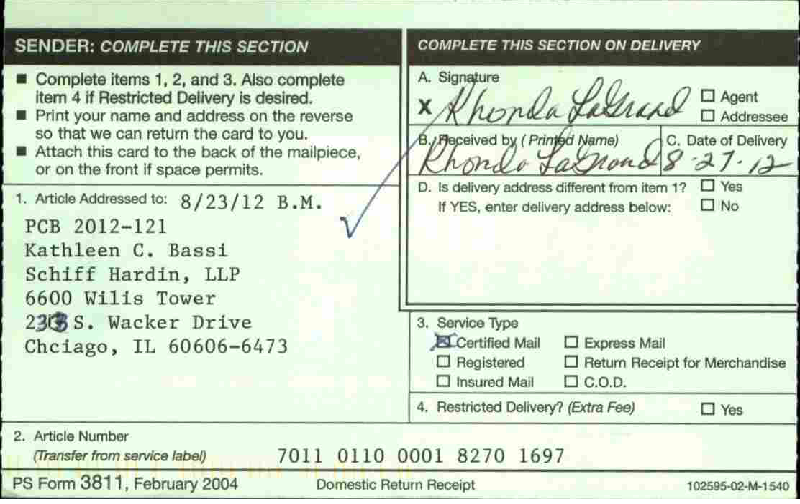 SENDER: COMPLETE THIS SECTION
■ Complete items 1, 2, and 3. Also complete
item 4 if Restricted Delivery is desired.
■ Print your name and address on the reverse
so that we can return the card to you.
■ Attach this card to the back of the mailpiece,
or on the front if space permits.
1. Article Addressed to: 8/23/12 B.M.
PCB 2012-121
Kathleen C. Bassi
Schiff Hardin, LLP
6600 Wilis Tower
233 S. Wacker Drive
Chciago, IL 60606-6473
COMPLETE THIS SECTION ON DELIVERY
A. Signature
X Rhonda LaGrand
☐ Agent
☐ Addressee
B. Received by (Printed Name)
Rhonda LaGrand
C. Date of Delivery
8-27-12
D. Is delivery address different from item 1? ☐ Yes
If YES, enter delivery address below: ☐ No
3. Service Type
☒ Certified Mail ☐ Express Mail
☐ Registered ☐ Return Receipt for Merchandise
☐ Insured Mail ☐ C.O.D.
4. Restricted Delivery? (Extra Fee) ☐ Yes
2. Article Number
(Transfer from service label) 7011 0110 0001 8270 1697
PS Form 3811, February 2004 Domestic Return Receipt 102595-02-M-1540